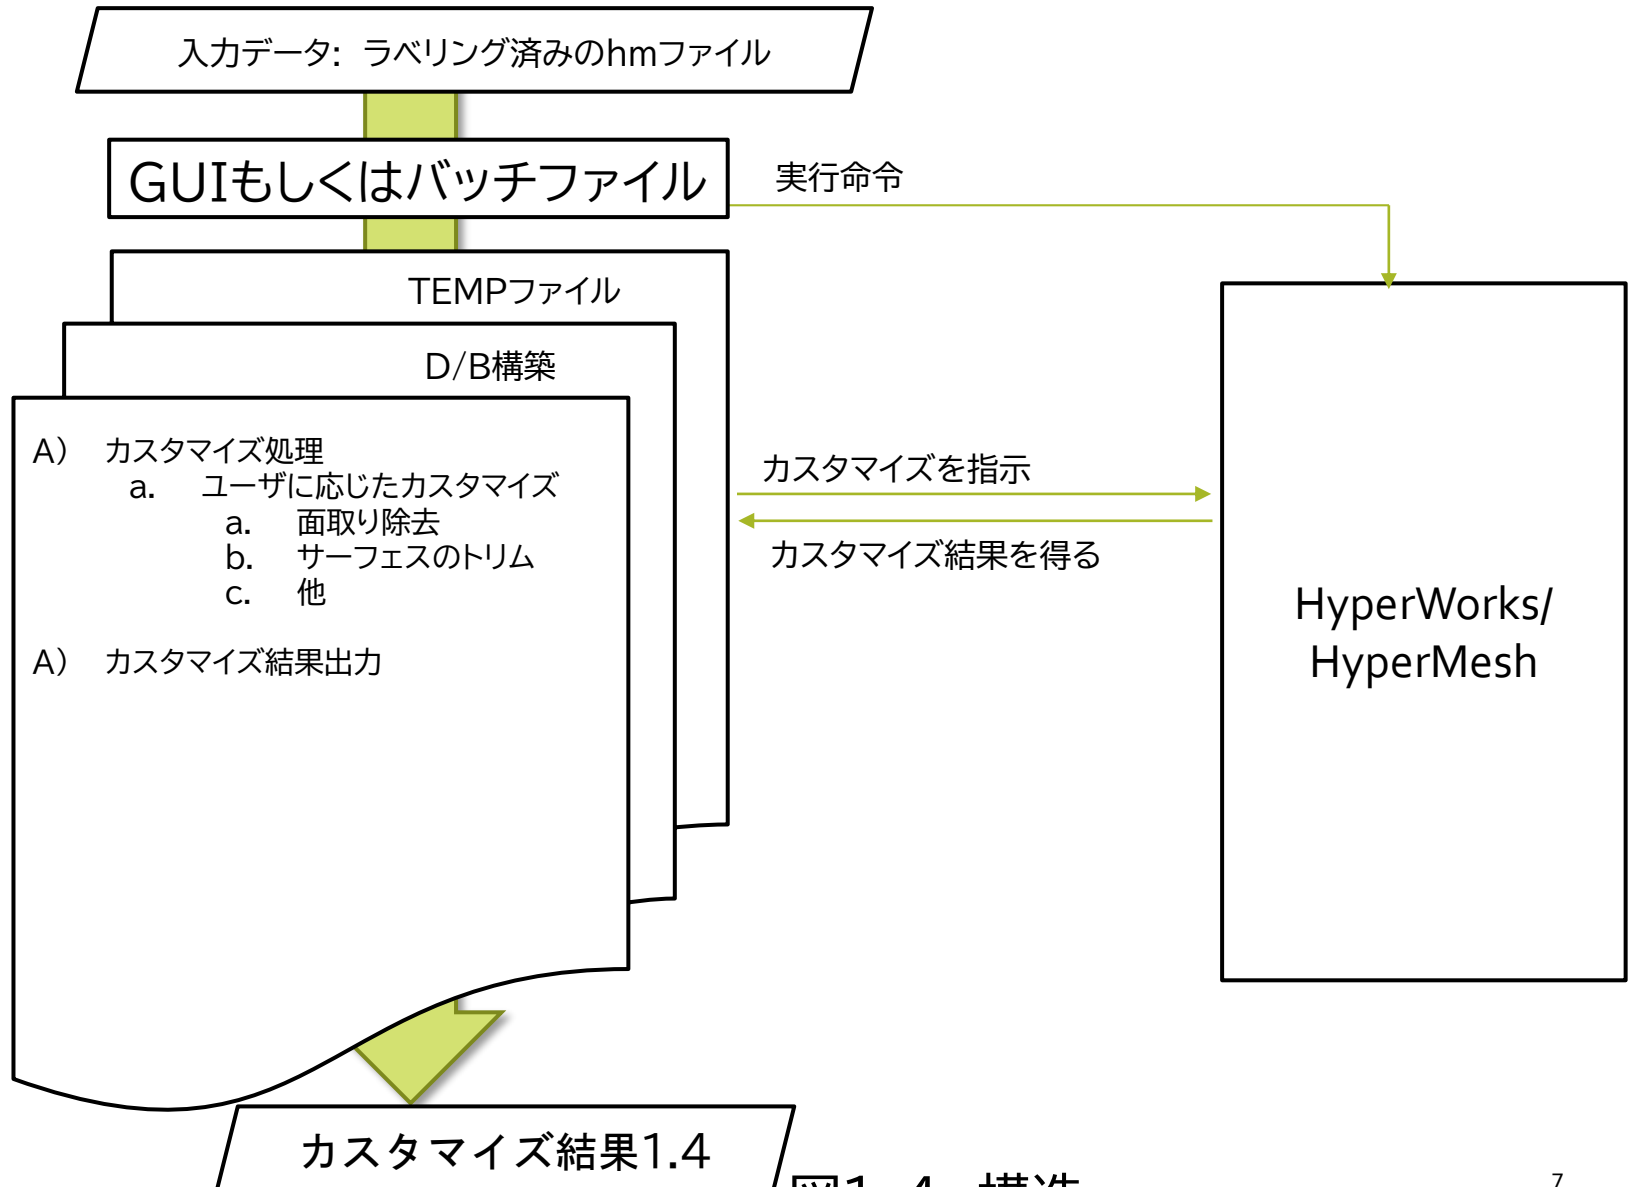 入力データ: ラベリング済みのhmファイル
GUIもしくはバッチファイル
実行命令
TEMPファイル
D/B構築
A) カスタマイズ処理
a. ユーザに応じたカスタマイズ
a. 面取り除去
b. サーフェスのトリム
c. 他
A) カスタマイズ結果出力
カスタマイズを指示
カスタマイズ結果を得る
HyperWorks/
HyperMesh
カスタマイズ結果1.4
図1.4 構造
7